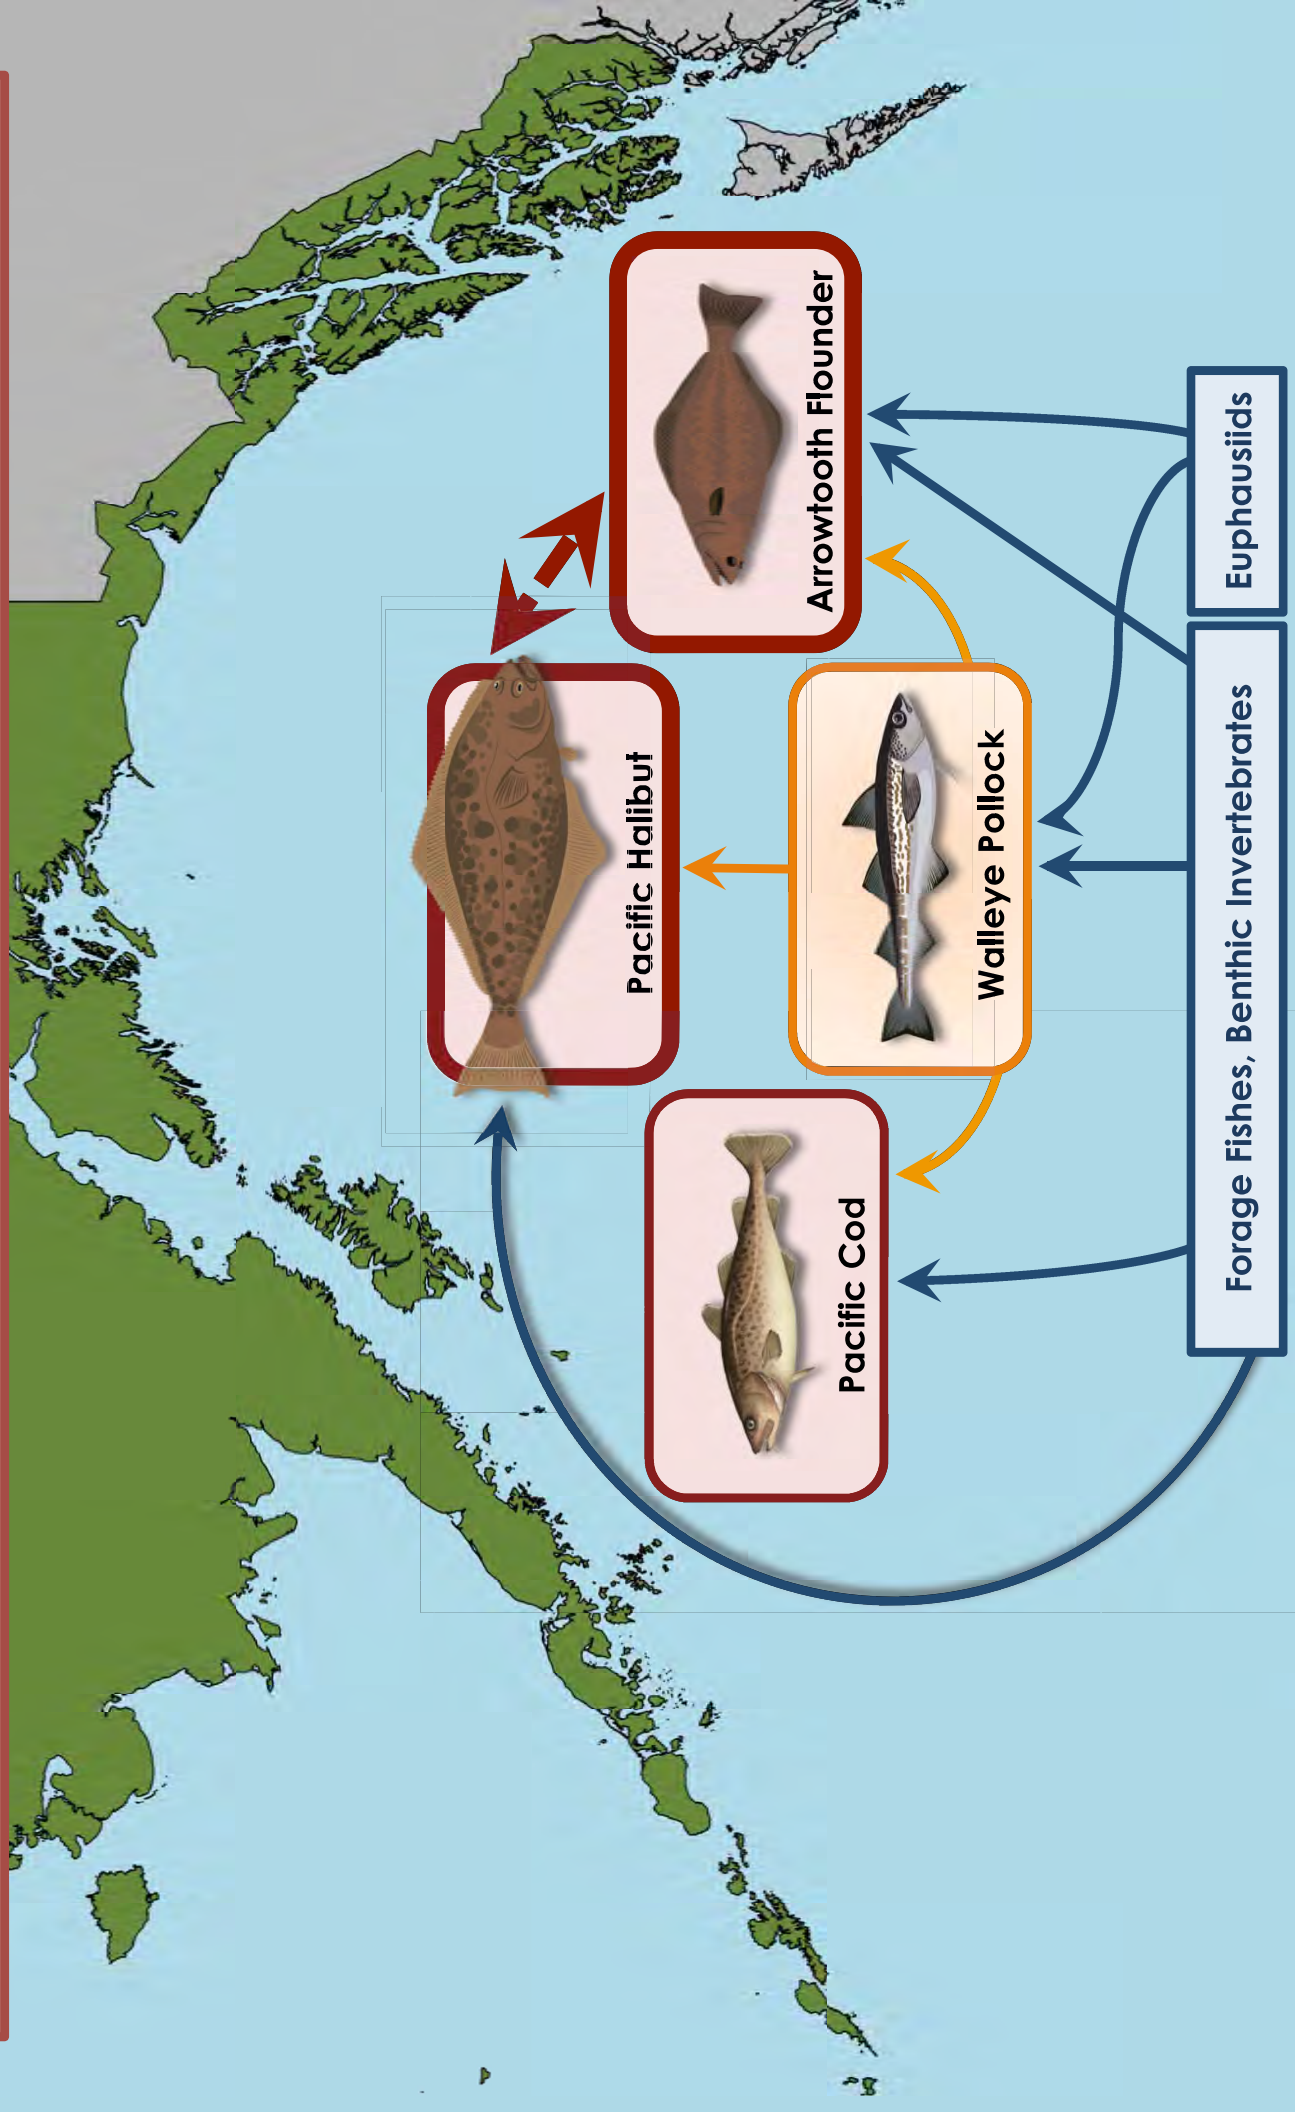 Pacific Halibut
Arrowtooth Flounder
Pacific Cod
Walleye Pollock
Forage Fishes, Benthic Invertebrates
Euphausiids